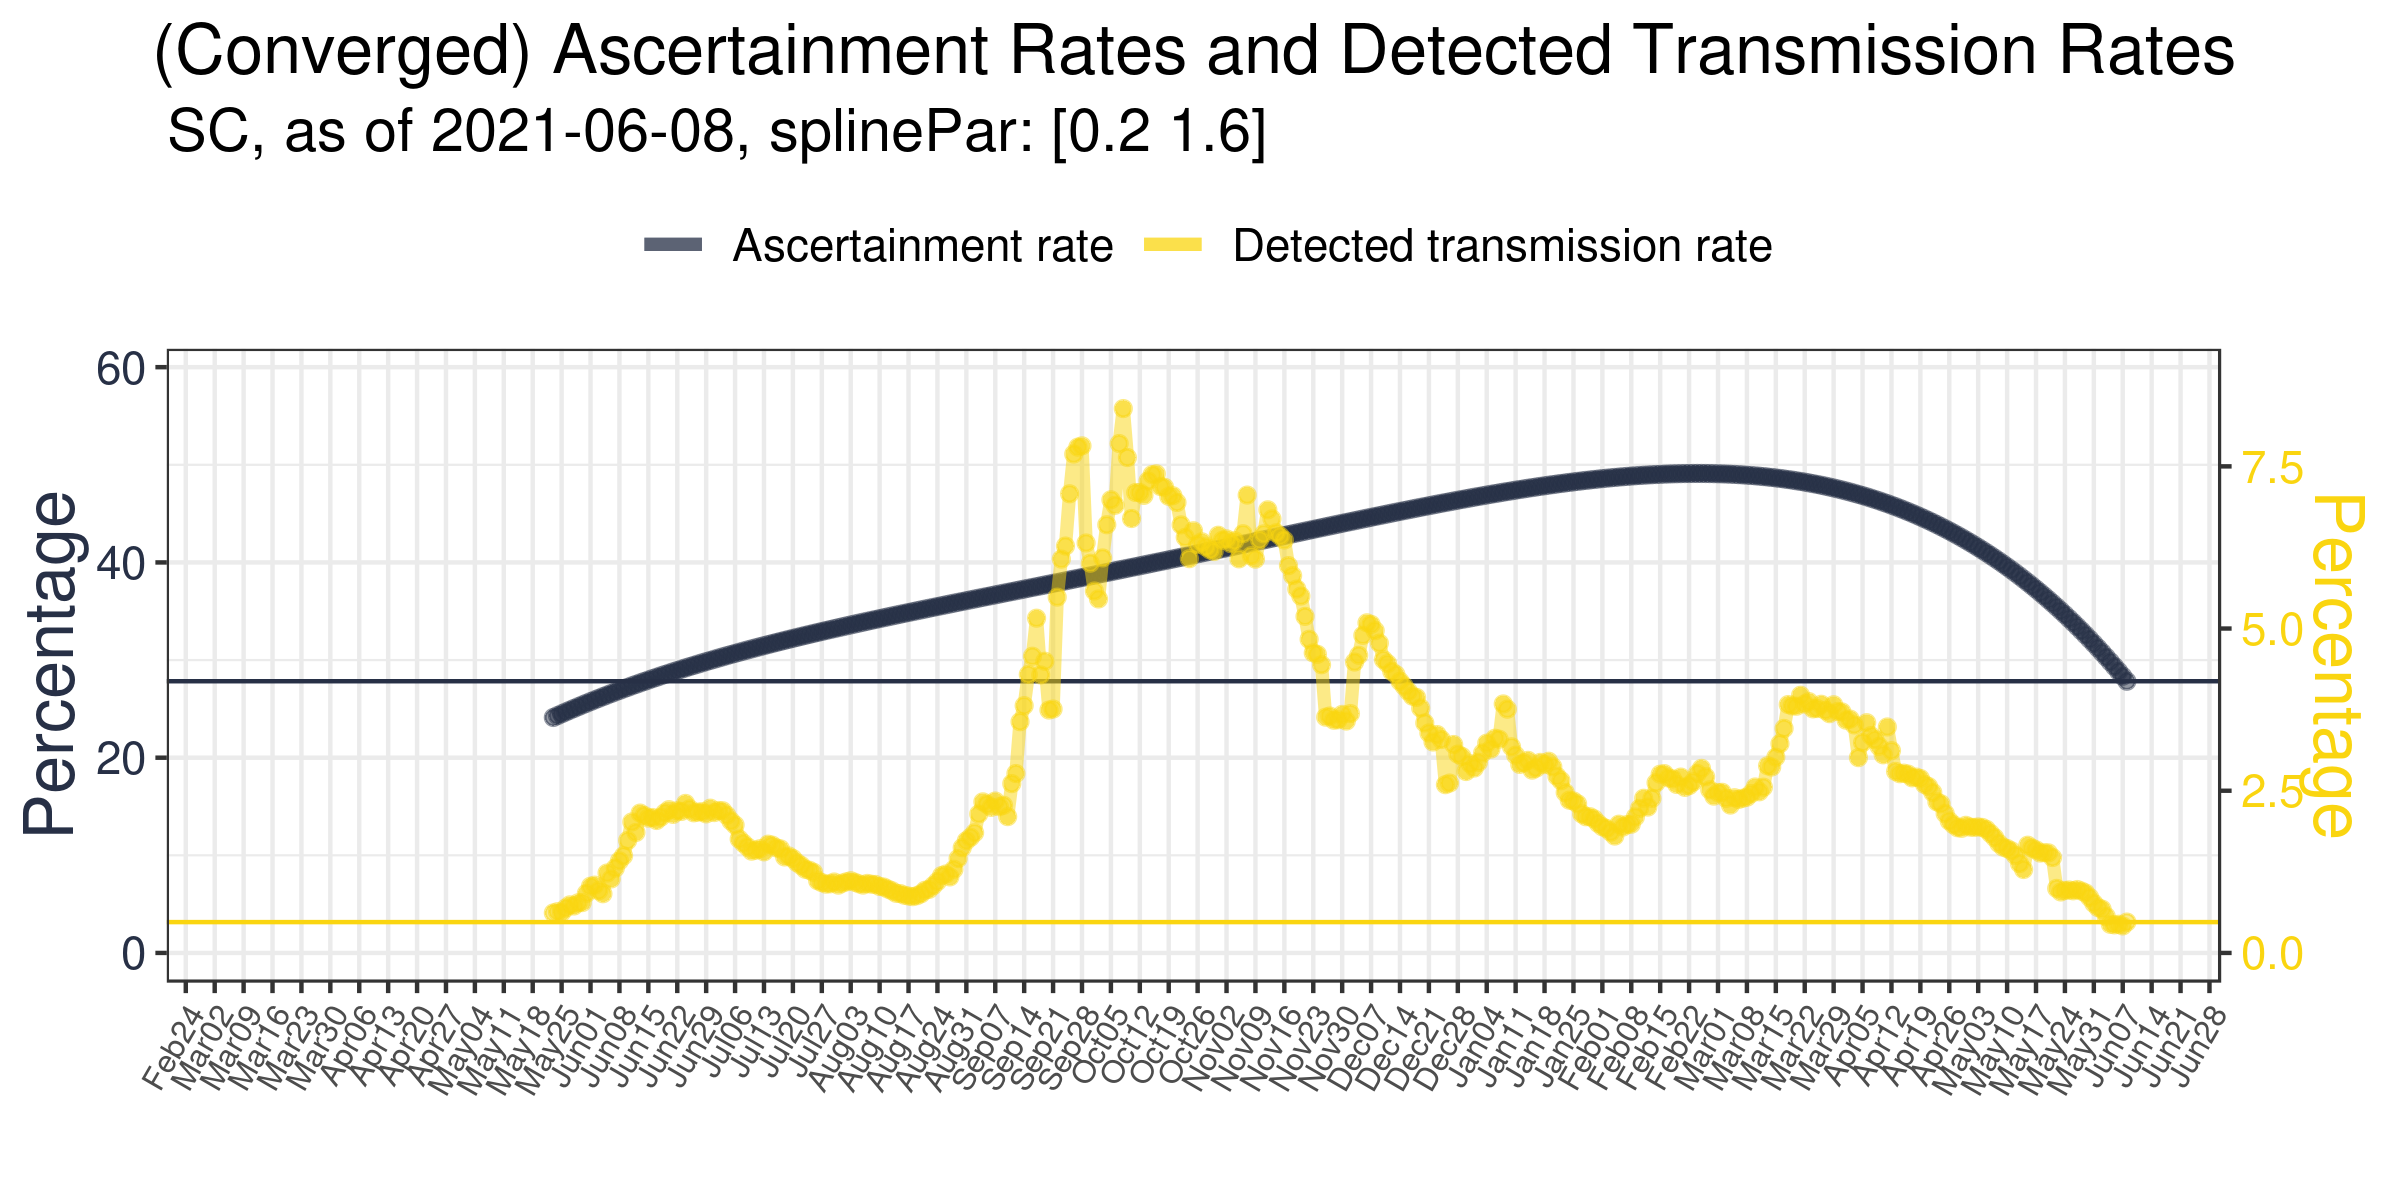 (Converged) Ascertainment Rates and Detected Transmission Rates
SC, as of 2021-06-08, splinePar: [0.2 1.6]
Ascertainment rate Detected transmission rate
Percentage
60
40
20
0
7.5
5.0
2.5
0.0
Percentage
Feb24
Mar02
Mar09
Mar16
Mar23
Mar30
Apr06
Apr13
Apr20
Apr27
May04
May11
May18
May25
Jun01
Jun08
Jun15
Jun22
Jun29
Jul06
Jul13
Jul20
Jul27
Aug03
Aug10
Aug17
Aug24
Aug31
Sep07
Sep14
Sep21
Sep28
Oct05
Oct12
Oct19
Oct26
Nov02
Nov09
Nov16
Nov23
Nov30
Dec07
Dec14
Dec21
Dec28
Jan04
Jan11
Jan18
Jan25
Feb01
Feb08
Feb15
Feb22
Mar01
Mar08
Mar15
Mar22
Mar29
Apr05
Apr12
Apr19
Apr26
May03
May10
May17
May24
May31
Jun07
Jun14
Jun21
Jun28